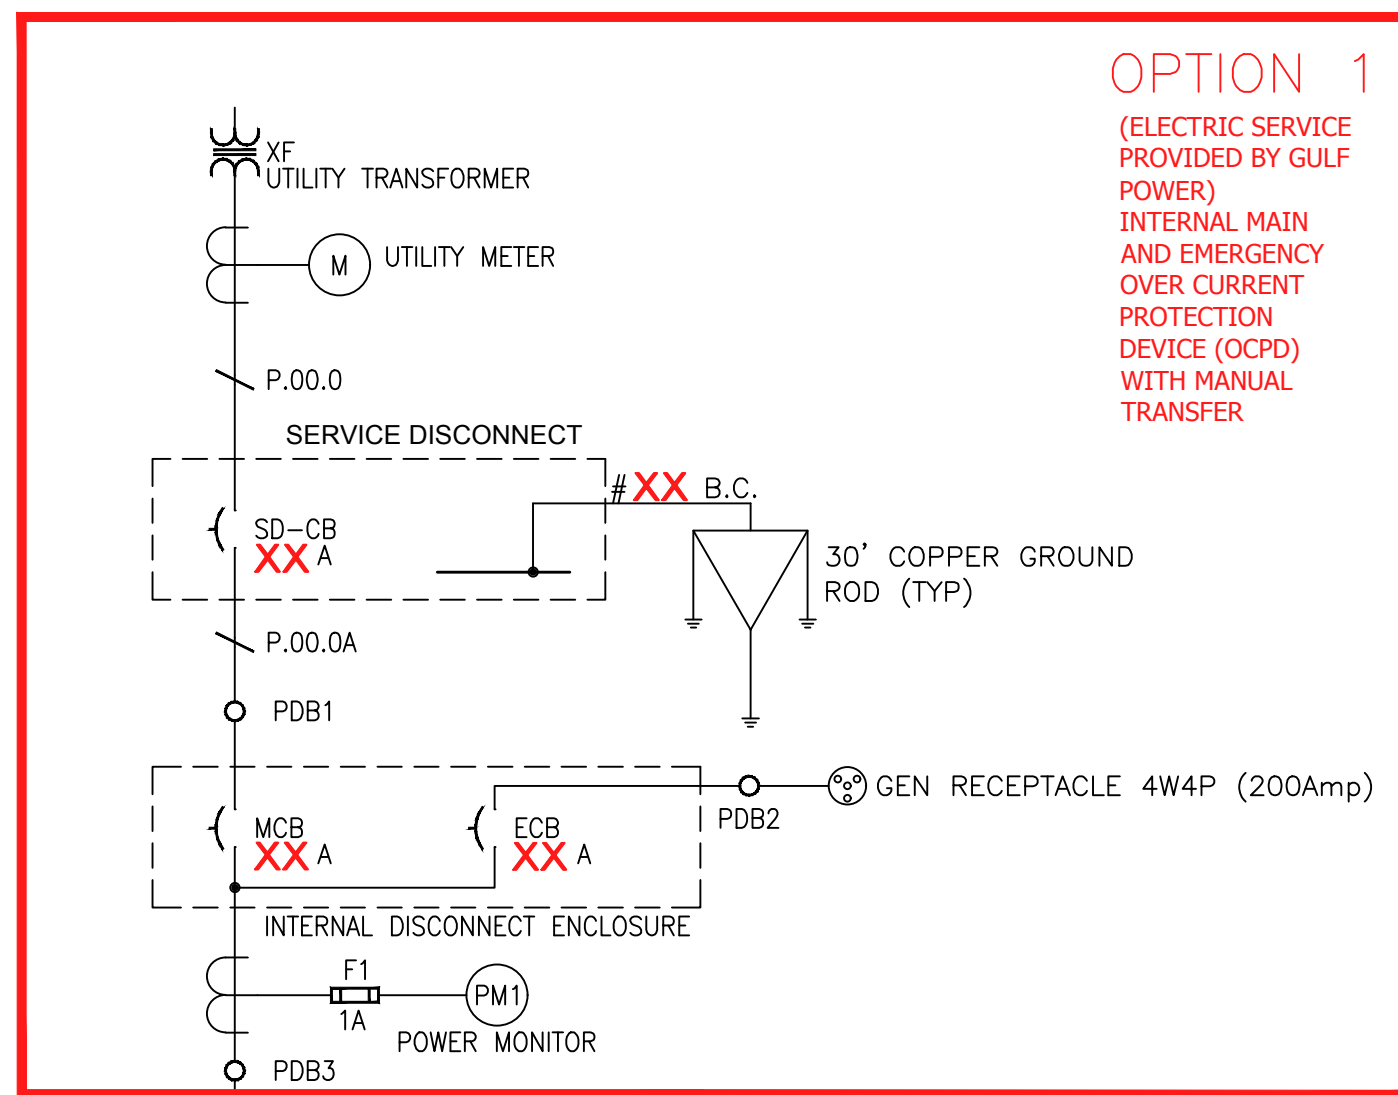 OPTION 1
(ELECTRIC SERVICE
PROVIDED BY GULF
POWER)
INTERNAL MAIN
AND EMERGENCY
OVER CURRENT
PROTECTION
DEVICE (OCPD)
WITH MANUAL
TRANSFER
XF
UTILITY TRANSFORMER
M
UTILITY METER
P.00.0
SERVICE DISCONNECT
#XX B.C.
SD-CB
XX A
30' COPPER GROUND
ROD (TYP)
P.00.0A
PDB1
GEN RECEPTACLE 4W4P (200Amp)
PDB2
MCB
XX A
ECB
XX A
INTERNAL DISCONNECT ENCLOSURE
F1
1A
PM1
POWER MONITOR
PDB3